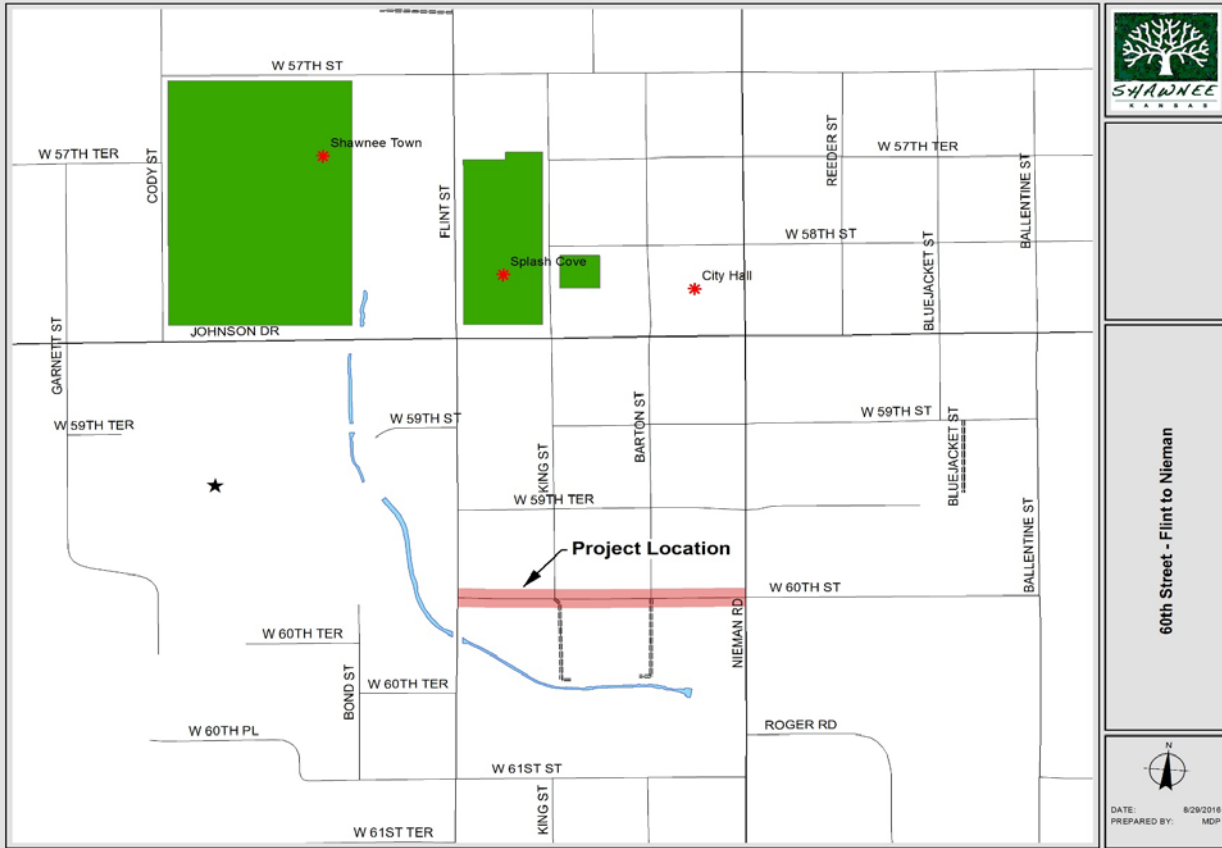 W 57TH ST
Shawnee Town
W 57TH TER
W 57TH TER
CODY ST
FLINT ST
REEDER ST
BALLENTINE ST
W 58TH ST
Splash Cove
City Hall
BLUEJACKET ST
JOHNSON DR
GARNETT ST
W 59TH TER
W 59TH ST
W 59TH ST
KING ST
BARTON ST
BLUEJACKET ST
W 59TH TER
Project Location
W 60TH ST
BALLENTINE ST
NIEMAN RD
W 60TH TER
BOND ST
W 60TH TER
W 60TH PL
ROGER RD
W 61ST ST
KING ST
W 61ST TER
SHAWNEE
KANSAS
60th Street - Flint to Nieman
N
DATE: 8/29/2016
PREPARED BY: MDP